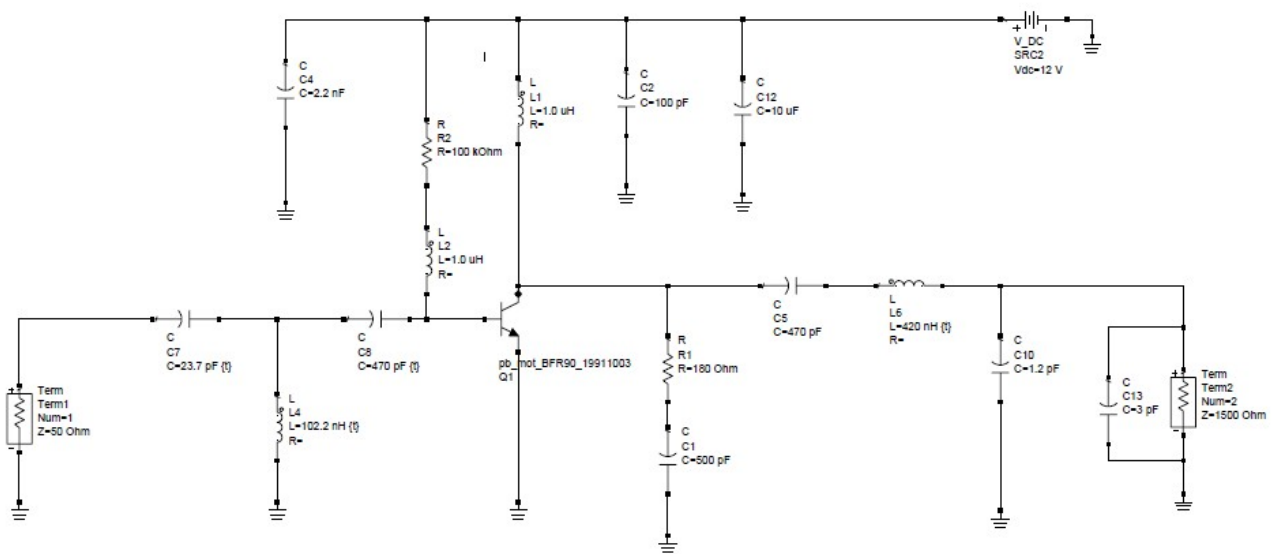 C
C4
C=2.2 nF
R
R2
R=100 kOhm
L
L1
L=1.0 uH
R=
C
C2
C=100 pF
C
C12
C=10 uF
+
V_DC
SRC2
Vdc=12 V
L
L2
L=1.0 uH
R=
C
C7
C=23.7 pF {t}
C
C8
C=470 pF {t}
pb_mot_BFR90_19911003
Q1
C
C5
C=470 pF
L
L6
L=420 nH {t}
R=
R
R1
R=180 Ohm
C
C10
C=1.2 pF
+
Term
Term1
Num=1
Z=50 Ohm
-
L
L4
L=102.2 nH {t}
R=
C
C1
C=500 pF
C
C13
C=3 pF
+
Term
Term2
Num=2
Z=1500 Ohm
-